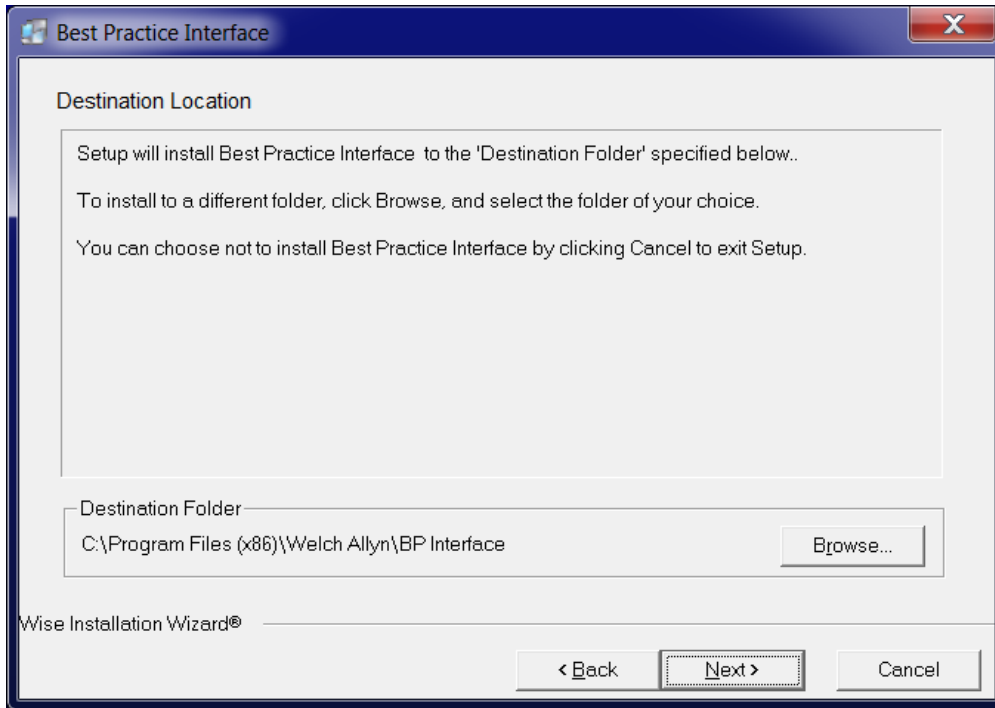 Best Practice Interface
Destination Location
Setup will install Best Practice Interface to the 'Destination Folder' specified below..
To install to a different folder, click Browse, and select the folder of your choice.
You can choose not to install Best Practice Interface by clicking Cancel to exit Setup.
Destination Folder
C:\Program Files (x86)\Welch Allyn\BP Interface
Browse...
Wise Installation Wizard®
< Back
Next >
Cancel